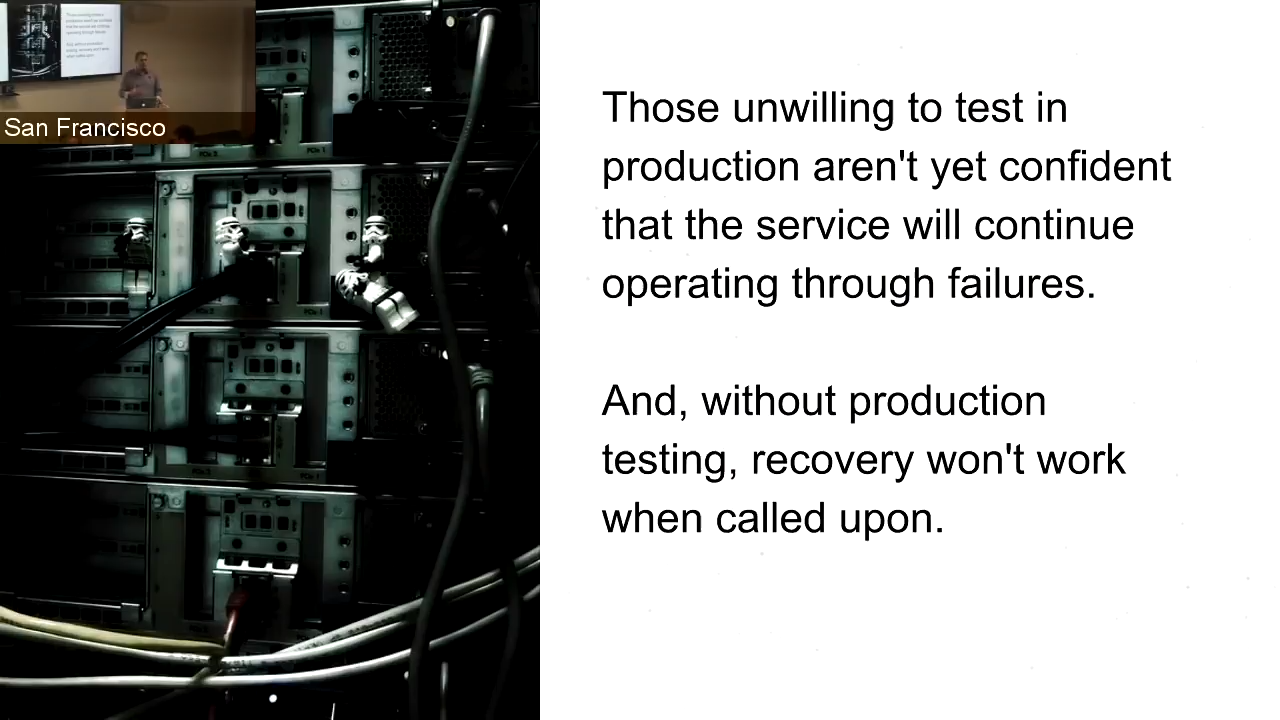 San Francisco
Those unwilling to test in
production aren't yet confident
that the service will continue
operating through failures.
And, without production
testing, recovery won't work
when called upon.